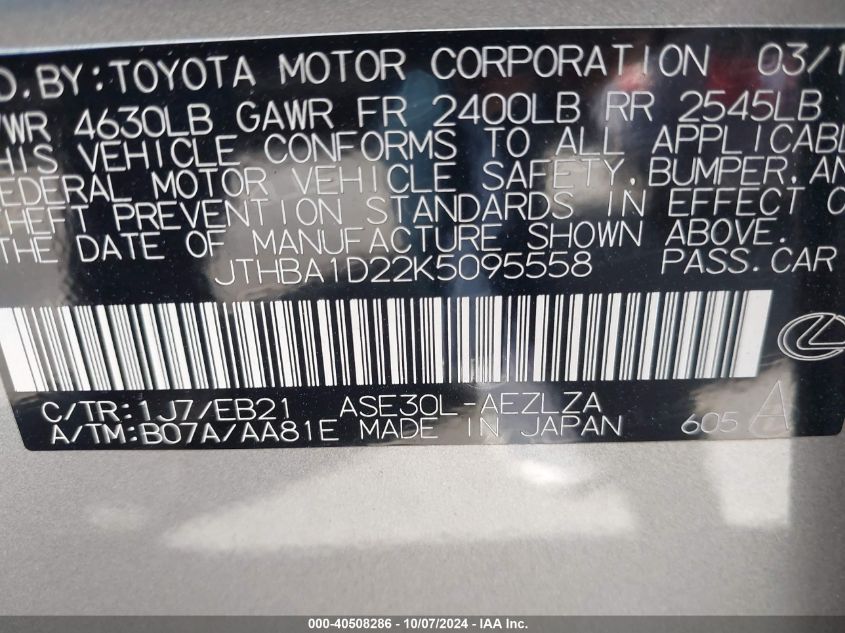 D. BY: TOYOTA MOTOR CORPORATION 03/1
WR 4630LB GAWR FR 2400LB RR 2545LB
HIS VEHICLE CONFORMS TO ALL APPLICABL
EDERAL MOTOR VEHICLE SAFETY, BUMPER, AN
HEFT PREVENTION STANDARDS IN EFFECT O
THE DATE OF MANUFACTURE SHOWN ABOVE.
JTHBA1D22K5095558 PASS. CAR
C/TR: 1J7/EB21 ASE30L-AEZLZA
A/TM: B07A/AA81E MADE IN JAPAN 605 A
000-40508286 - 10/07/2024 - IAA Inc.